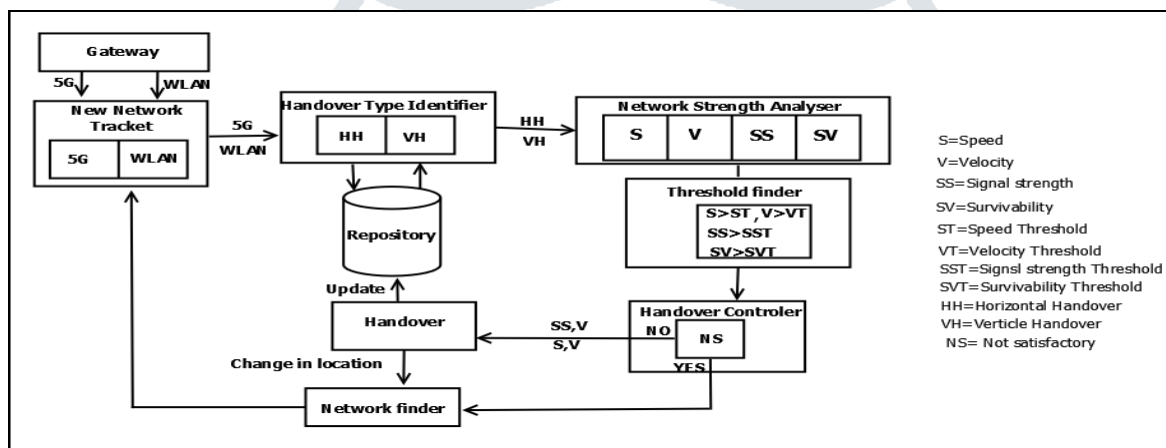 Gateway
5G
WLAN
New Network
Tracket
5G
WLAN
5G
WLAN
Handover Type Identifier
HH
VH
HH
VH
Network Strength Analyser
S
V
SS
SV
Threshold finder
S>ST , V>VT
SS>SST
SV>SVT
Repository
Update
Handover
SS,V
S,V
Handover Controler
NO
NS
YES
Change in location
Network finder
S=Speed
V=Velocity
SS=Signal strength
SV=Survivability
ST=Speed Threshold
VT=Velocity Threshold
SST=Signsl strength Threshold
SVT=Survivability Threshold
HH=Horizontal Handover
VH=Verticle Handover
NS= Not satisfactory